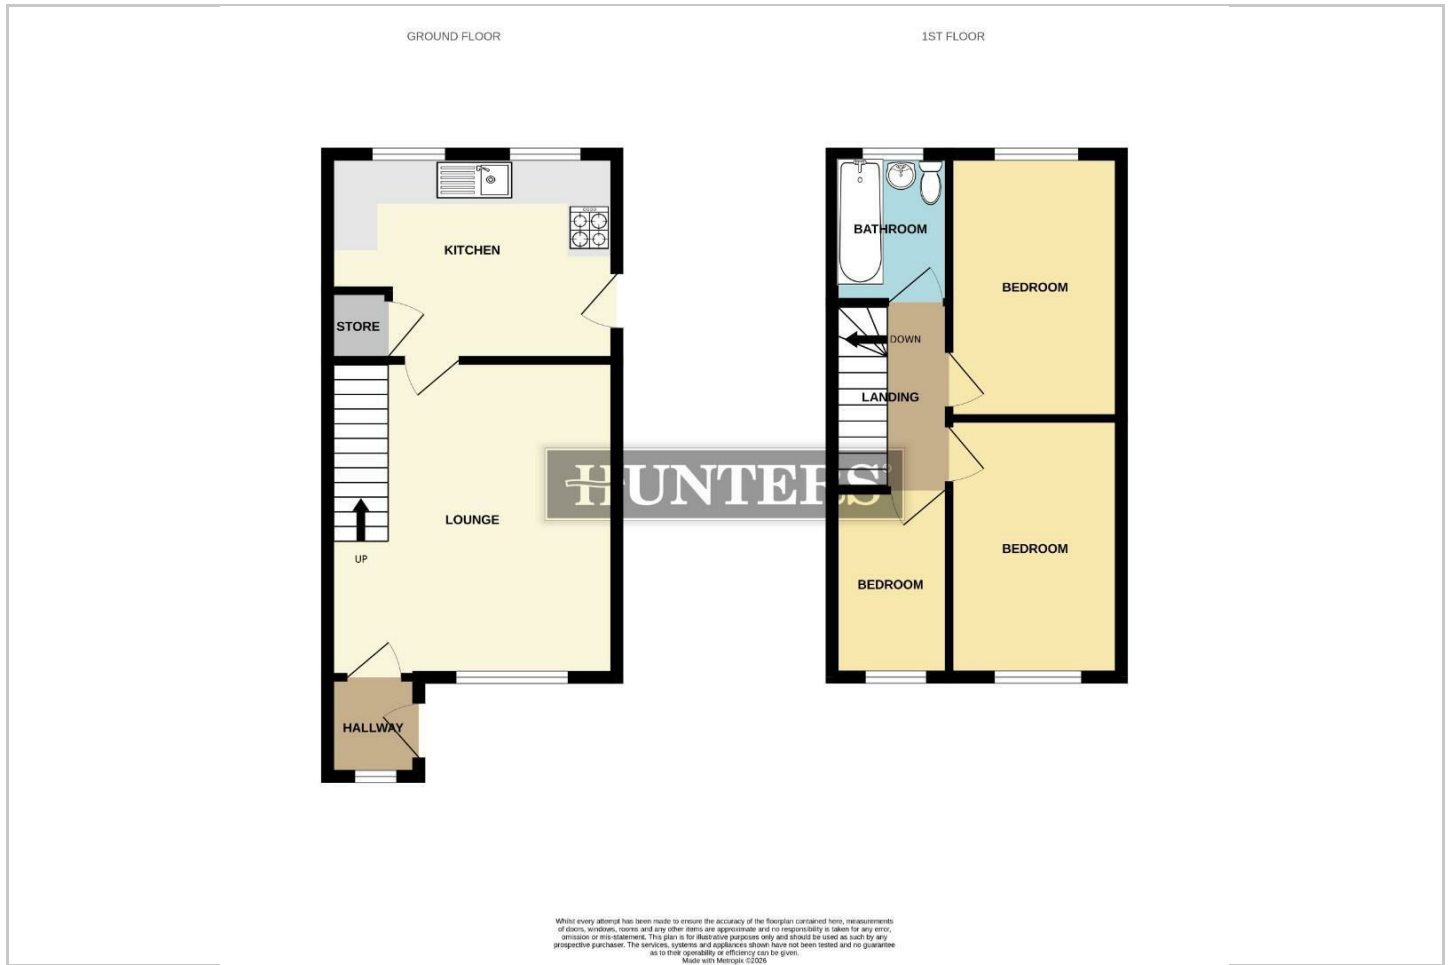 GROUND FLOOR
1ST FLOOR
KITCHEN
STORE
LOUNGE
UP
HALLWAY
BATHROOM
BEDROOM
DOWN
LANDING
BEDROOM
BEDROOM
HUNTERS
Whilst every attempt has been made to ensure the accuracy of the floorplan contained here, measurements
of doors, windows, rooms and any other items are approximate and no responsibility is taken for any error,
omission or mis-statement. This plan is for illustrative purposes only and should be used as such by any
prospective purchaser. The services, systems and appliances shown have not been tested and no guarantee
as to their operability or efficiency can be given.
Made with Metropix ©2026